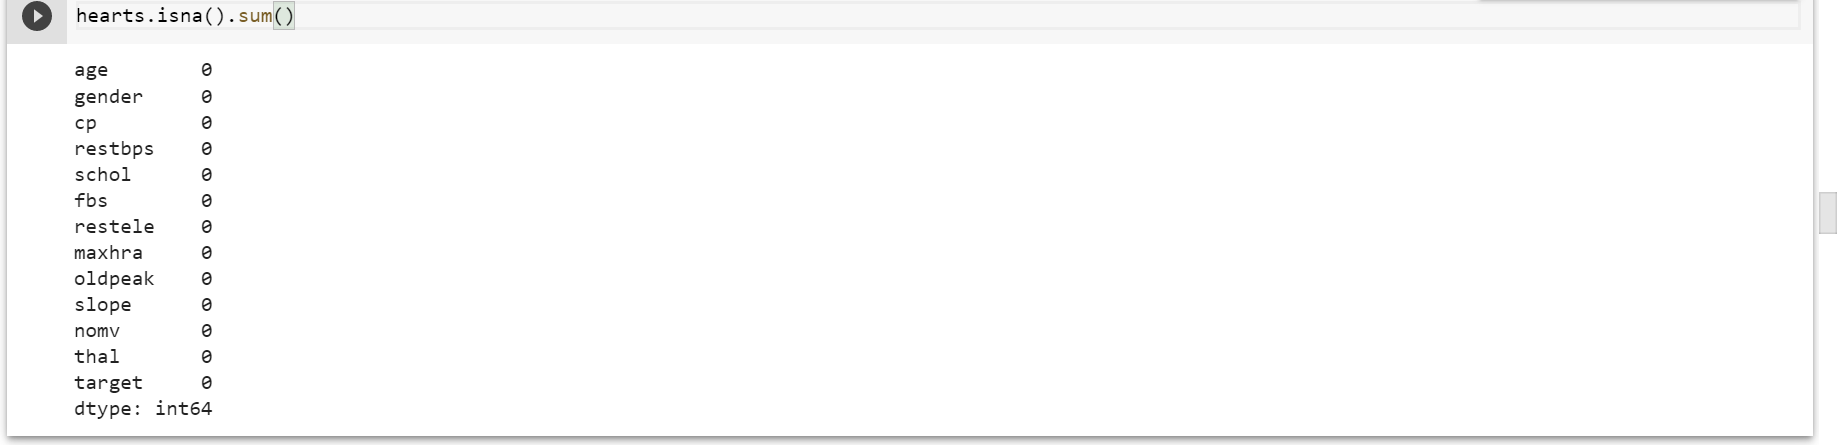 hearts.isna().sum()
age 0
gender 0
cp 0
restbps 0
schol 0
fbs 0
restele 0
maxhra 0
oldpeak 0
slope 0
nomv 0
thal 0
target 0
dtype: int64